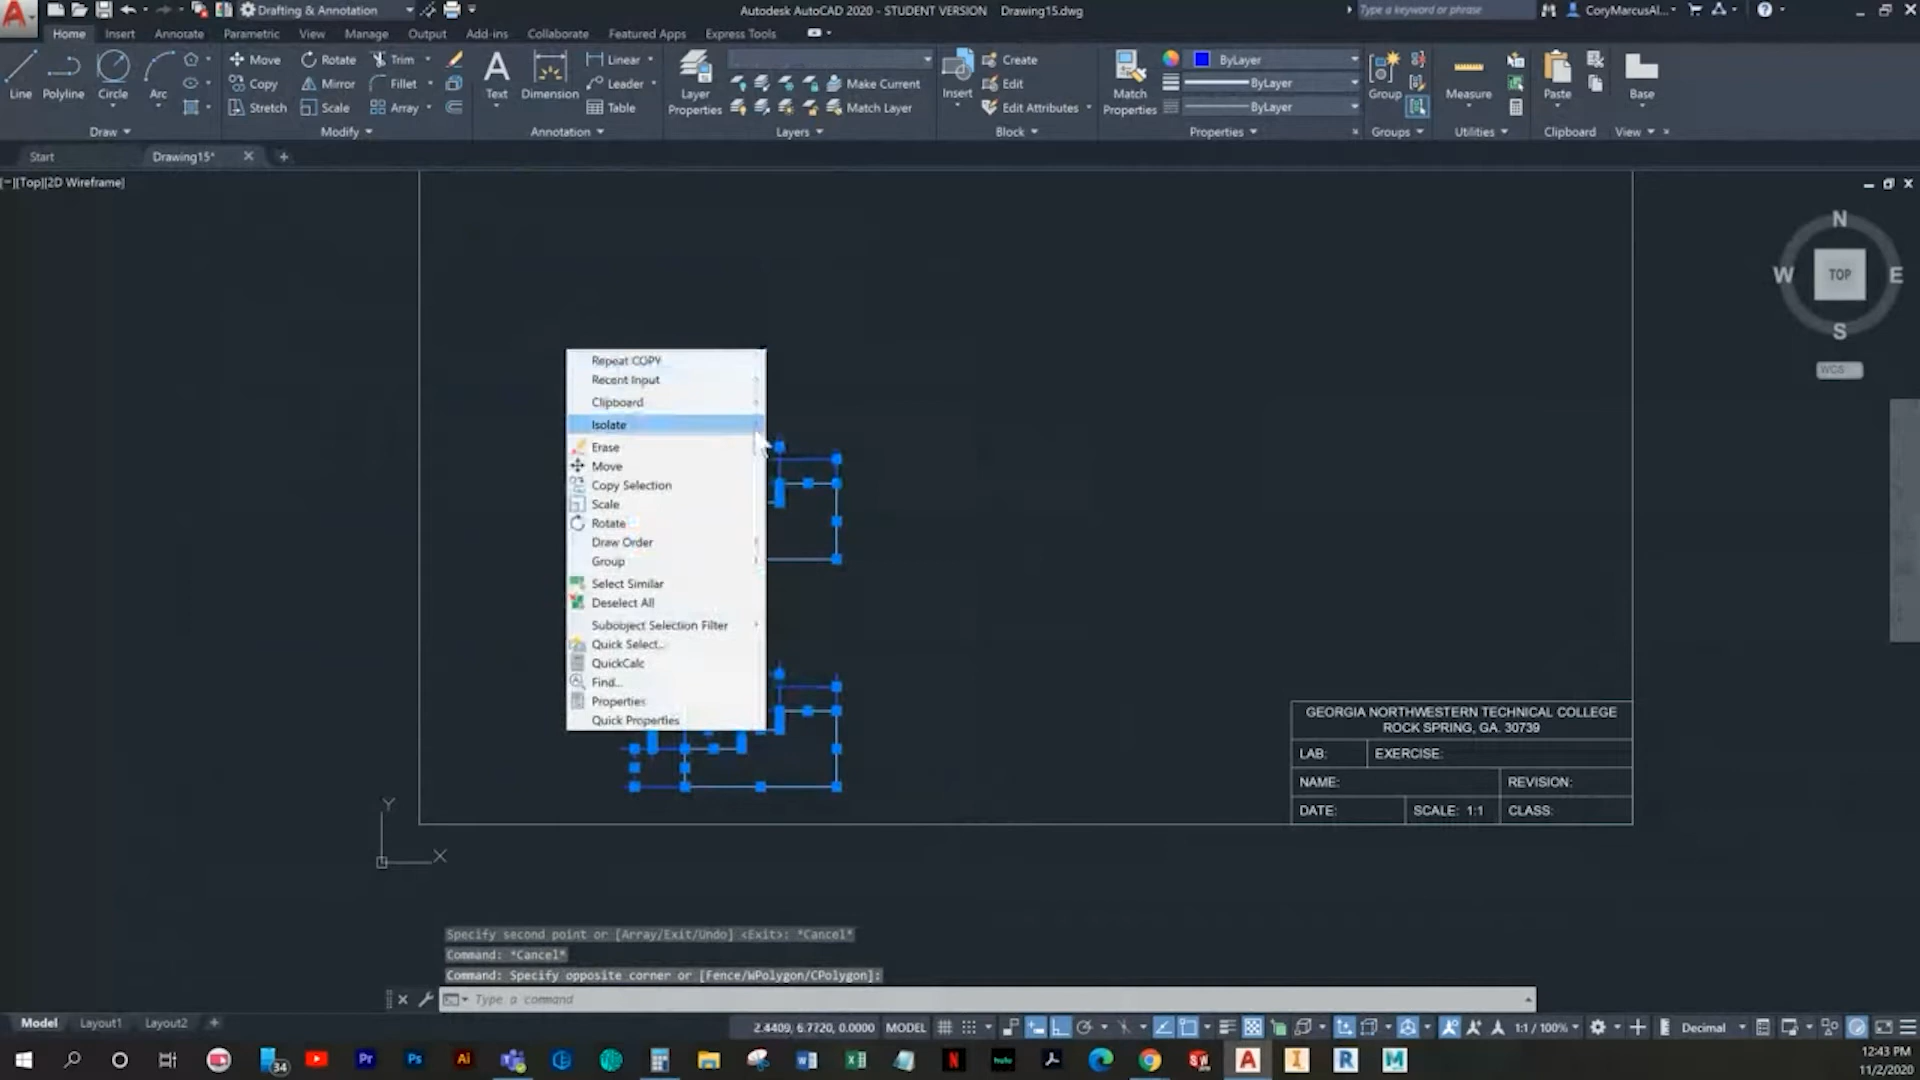 Drafting & Annotation
Autodesk AutoCAD 2020 - STUDENT VERSION Drawing15.dwg
Type a keyword or phrase
CoryMarcusAl...
Home Insert Annotate Parametric View Manage Output Add-ins Collaborate Featured Apps Express Tools
Line Polyline Circle Arc
Move Rotate Trim
Copy Mirror Fillet
Stretch Scale Array
Text Dimension
Linear
Leader
Table
Layer Properties
Make Current
Match Layer
Insert
Create
Edit
Edit Attributes
Match Properties
ByLayer
ByLayer
ByLayer
Group Measure Paste Base
Draw Modify Annotation Layers Block Properties Groups Utilities Clipboard View
Start Drawing15*
[−][Top][2D Wireframe]
N
W TOP E
S
WCS
Repeat COPY
Recent Input
Clipboard
Isolate
Erase
Move
Copy Selection
Scale
Rotate
Draw Order
Group
Select Similar
Deselect All
Subobject Selection Filter
Quick Select...
QuickCalc
Find...
Properties
Quick Properties
GEORGIA NORTHWESTERN TECHNICAL COLLEGE
ROCK SPRING, GA. 30739
LAB: EXERCISE:
NAME: REVISION:
DATE: SCALE: 1:1 CLASS:
Y
X
Specify second point or [Array/Exit/Undo] <Exit>: *Cancel*
Command: *Cancel*
Command: Specify opposite corner or [Fence/WPolygon/CPolygon]:
Type a command
Model Layout1 Layout2
2.4409, 6.7720, 0.0000 MODEL 1:1 / 100% Decimal
34 Pr Ps Ai N hulu SW A I R M
12:43 PM
11/2/2020